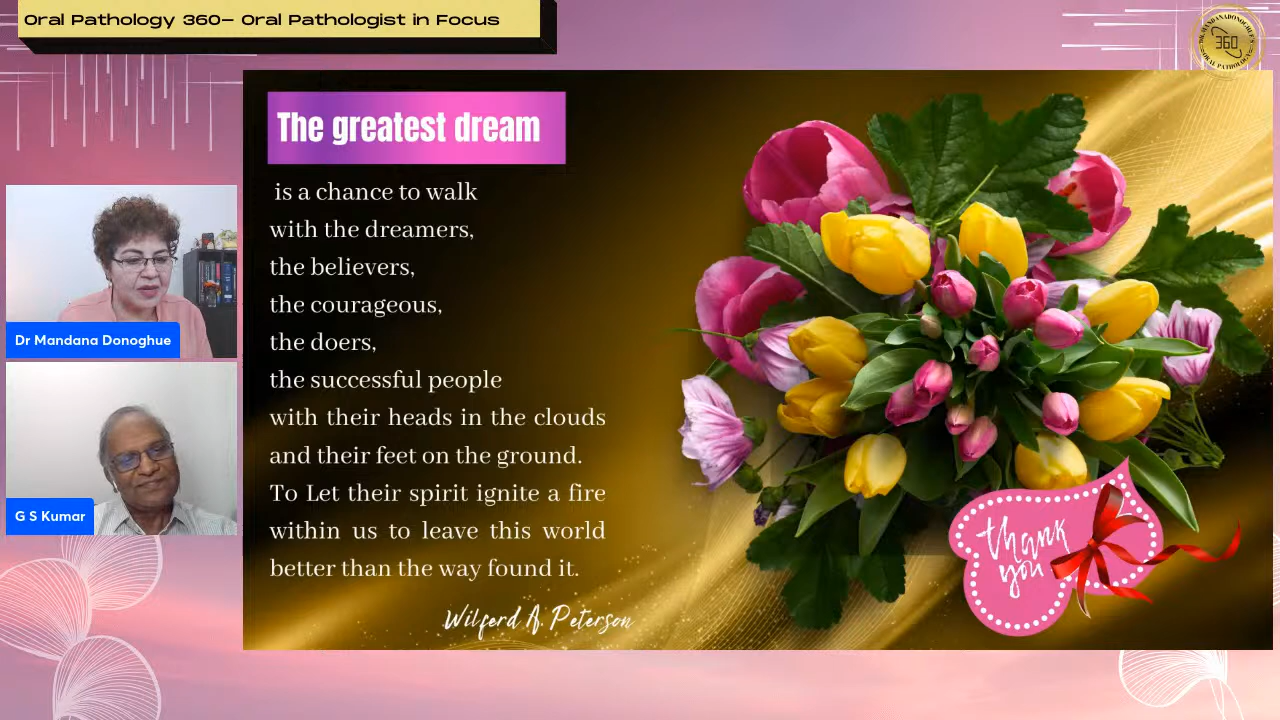 Oral Pathology 360– Oral Pathologist in Focus
360
The greatest dream
is a chance to walk
with the dreamers,
the believers,
the courageous,
the doers,
the successful people
with their heads in the clouds
and their feet on the ground.
To Let their spirit ignite a fire
within us to leave this world
better than the way found it.
Wilferd A. Peterson
thank
you
Dr Mandana Donoghue
G S Kumar